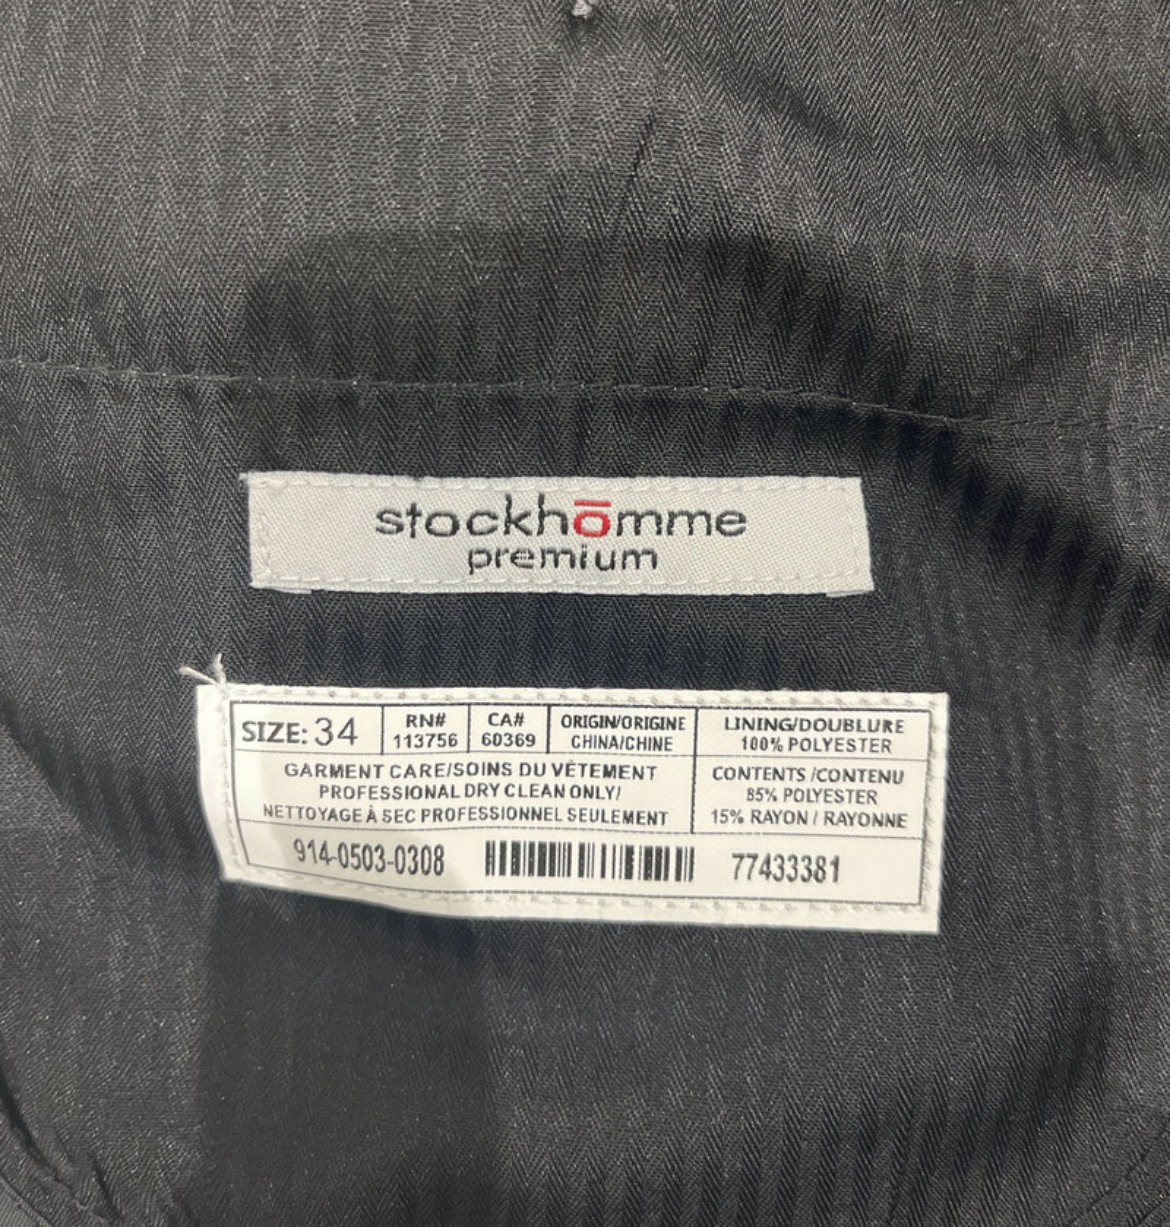 stockhōmme
premium
SIZE: 34
RN#
113756
CA#
60369
ORIGIN/ORIGINE
CHINA/CHINE
LINING/DOUBLURE
100% POLYESTER
GARMENT CARE/SOINS DU VÊTEMENT
PROFESSIONAL DRY CLEAN ONLY/
NETTOYAGE À SEC PROFESSIONNEL SEULEMENT
CONTENTS /CONTENU
85% POLYESTER
15% RAYON / RAYONNE
914-0503-0308
77433381